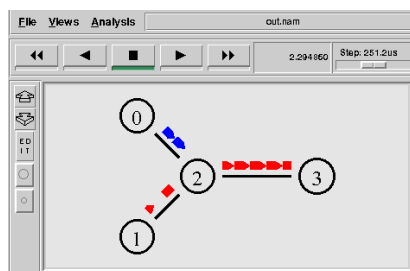 File Views Analysis out.nam
2.294860 Step: 251.2us
ED
IT
0
2 3
1